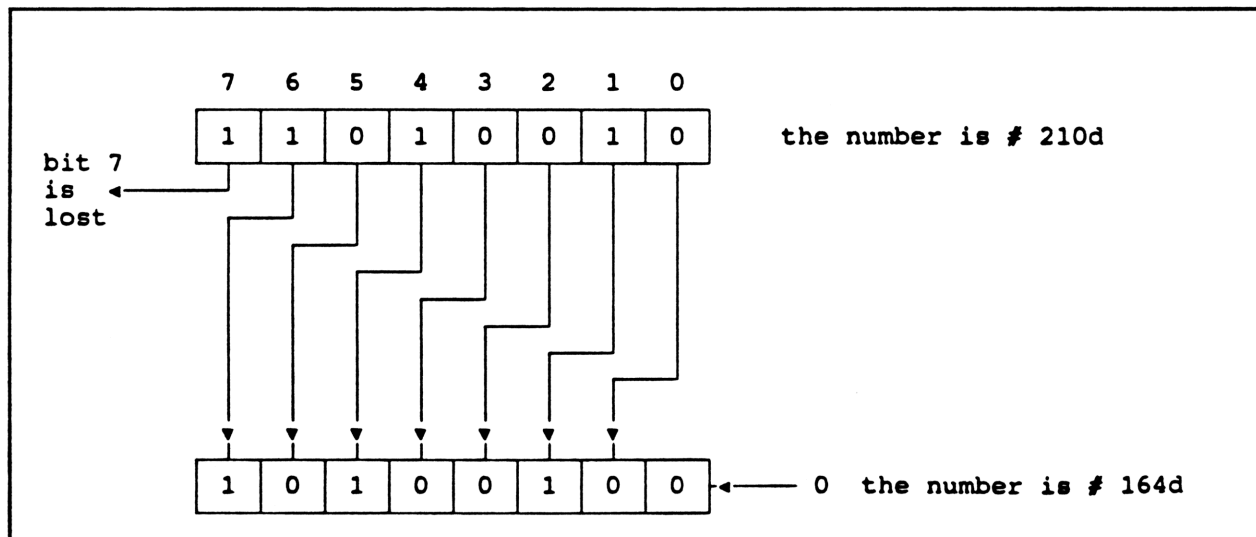 7 6 5 4 3 2 1 0
1 1 0 1 0 0 1 0 the number is # 210d
bit 7
is
lost
1 0 1 0 0 1 0 0 0 the number is # 164d